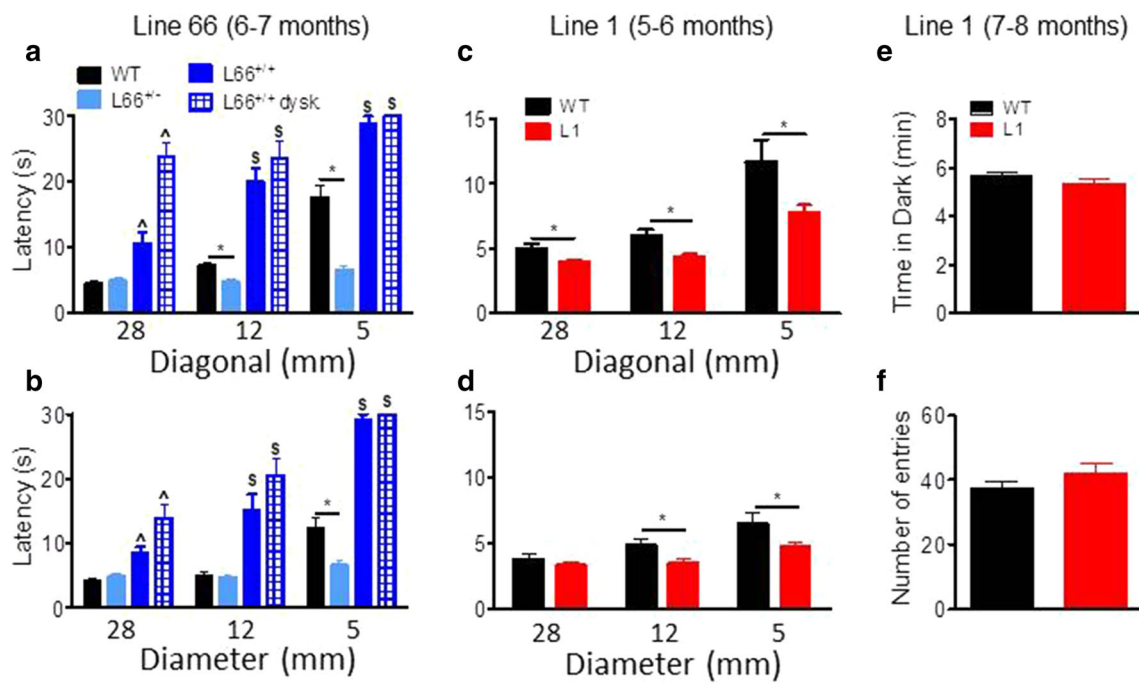 Line 66 (6-7 months)
Line 1 (5-6 months)
Line 1 (7-8 months)
a
WT
L66+/-
L66+/+
L66+/+ dysk.
Latency (s)
30
20
10
0
^
^
*
$
$
*
$
$
28
12
5
Diagonal (mm)
b
Latency (s)
30
20
10
0
^
^
$
$
*
$
$
28
12
5
Diameter (mm)
c
WT
L1
15
10
5
0
*
*
*
28
12
5
Diagonal (mm)
d
15
10
5
0
*
*
28
12
5
Diameter (mm)
e
WT
L1
Time in Dark (min)
8
6
4
2
0
f
Number of entries
60
40
20
0